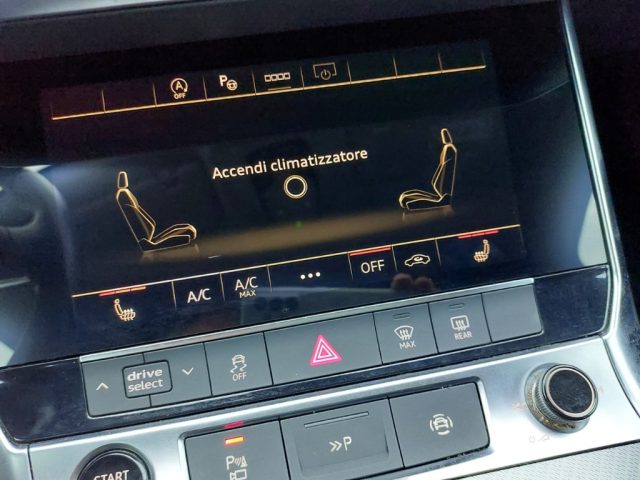 A
OFF
P
Accendi climatizzatore
A/C
A/C
MAX
OFF
drive
select
OFF
MAX
REAR
P
>>P
START